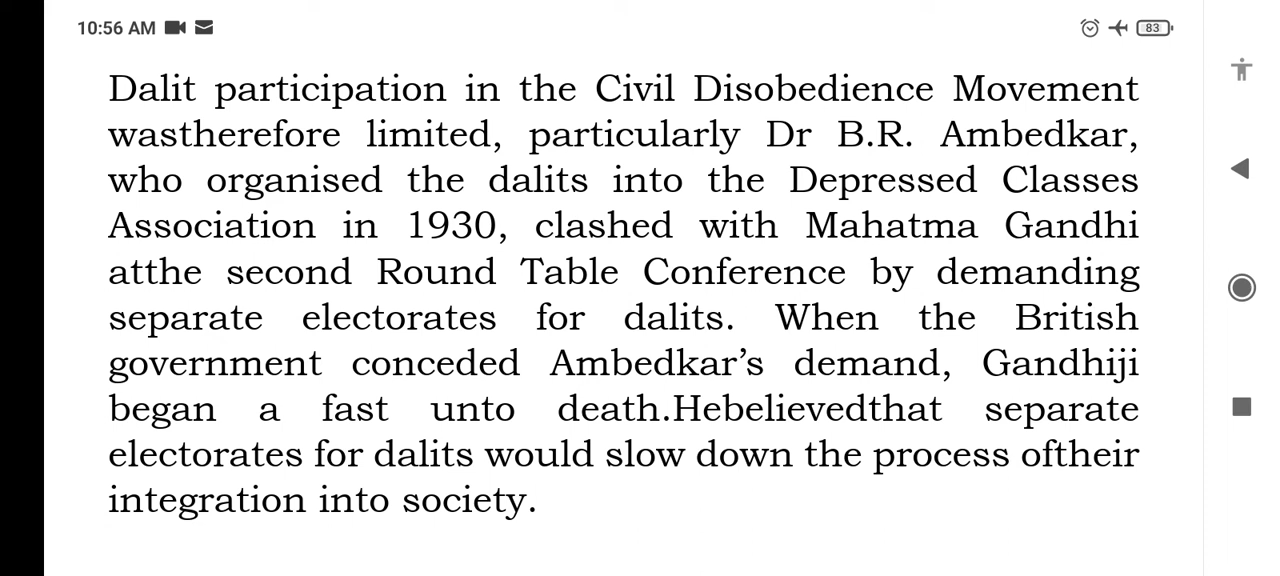 10:56 AM 83
Dalit participation in the Civil Disobedience Movement
wastherefore limited, particularly Dr B.R. Ambedkar,
who organised the dalits into the Depressed Classes
Association in 1930, clashed with Mahatma Gandhi
atthe second Round Table Conference by demanding
separate electorates for dalits. When the British
government conceded Ambedkar’s demand, Gandhiji
began a fast unto death.Hebelievedthat separate
electorates for dalits would slow down the process oftheir
integration into society.